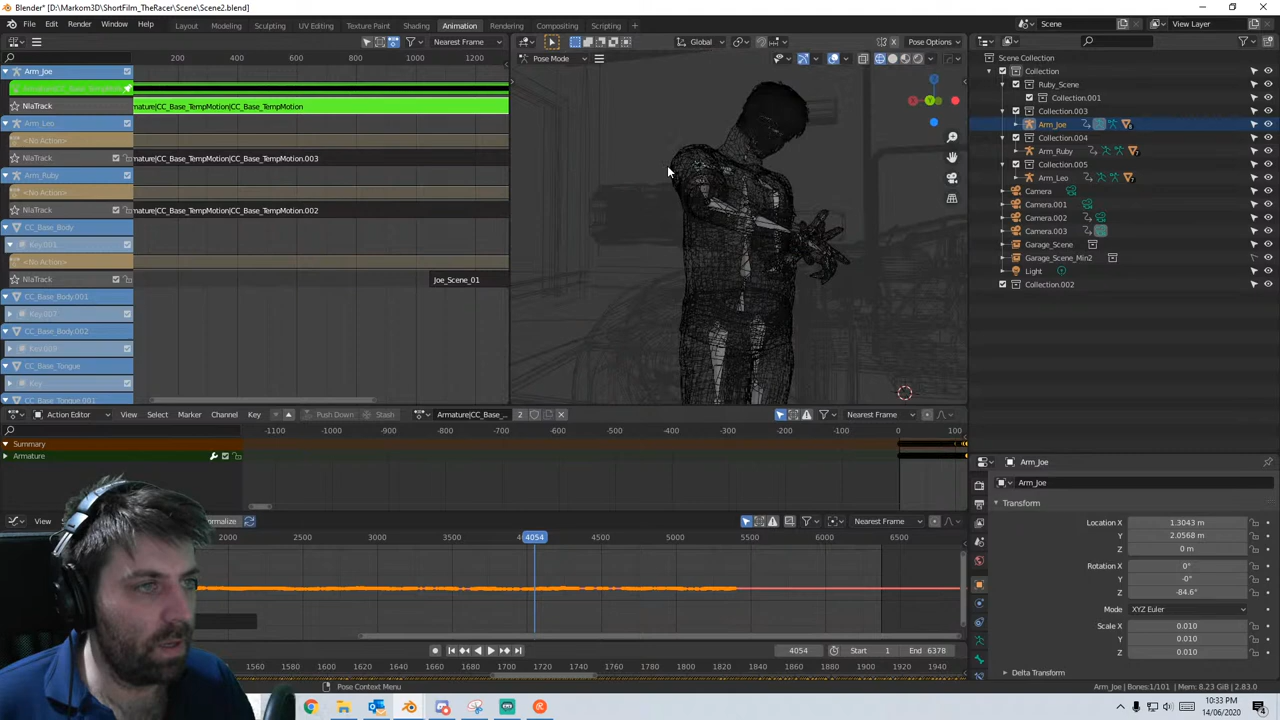 Blender* [D:\Markom3D\ShortFilm_TheRacer\Scene\Scene2.blend]
File Edit Render Window Help Layout Modeling Sculpting UV Editing Texture Paint Shading Animation Rendering Compositing Scripting Scene View Layer
Nearest Frame Global Pose Options
200 400 600 800 1000 1200 Pose Mode
Arm_Joe
NlaTrack mature|CC_Base_TempMotion|CC_Base_TempMotion
Arm_Leo
<No Action>
NlaTrack mature|CC_Base_TempMotion|CC_Base_TempMotion.003
Arm_Ruby
<No Action>
NlaTrack mature|CC_Base_TempMotion|CC_Base_TempMotion.002
CC_Base_Body
Key.001
<No Action>
NlaTrack Joe_Scene_01
CC_Base_Body.001
Key.007
CC_Base_Body.002
CC_Base_Tongue
Key
CC_Base_Tongue.001
Scene Collection
Collection
Ruby_Scene
Collection.001
Collection.003
Arm_Joe
Collection.004
Arm_Ruby
Collection.005
Arm_Leo
Camera
Camera.001
Camera.002
Camera.003
Garage_Scene
Garage_Scene_Min2
Light
Collection.002
Action Editor View Select Marker Channel Key Push Down Stash Armature|CC_Base_... 2 Nearest Frame
-1100 -1000 -900 -800 -700 -600 -500 -400 -300 -200 -100 0 100
Summary
Armature
View Nearest Frame
2000 2500 3000 3500 4054 4500 5000 5500 6000 6500
4054 Start 1 End 6378
1560 1580 1600 1620 1640 1660 1680 1700 1720 1740 1760 1780 1800 1820 1840 1860 1880 1900 1920 1940
Arm_Joe
Arm_Joe
Transform
Location X 1.3043 m
Y 2.0568 m
Z 0 m
Rotation X 0°
Y -0°
Z -84.6°
Mode XYZ Euler
Scale X 0.010
Y 0.010
Z 0.010
Delta Transform
Pose Context Menu Arm_Joe | Bones:1/101 | Mem: 8.23 GiB | 2.83.0
10:33 PM
14/06/2020